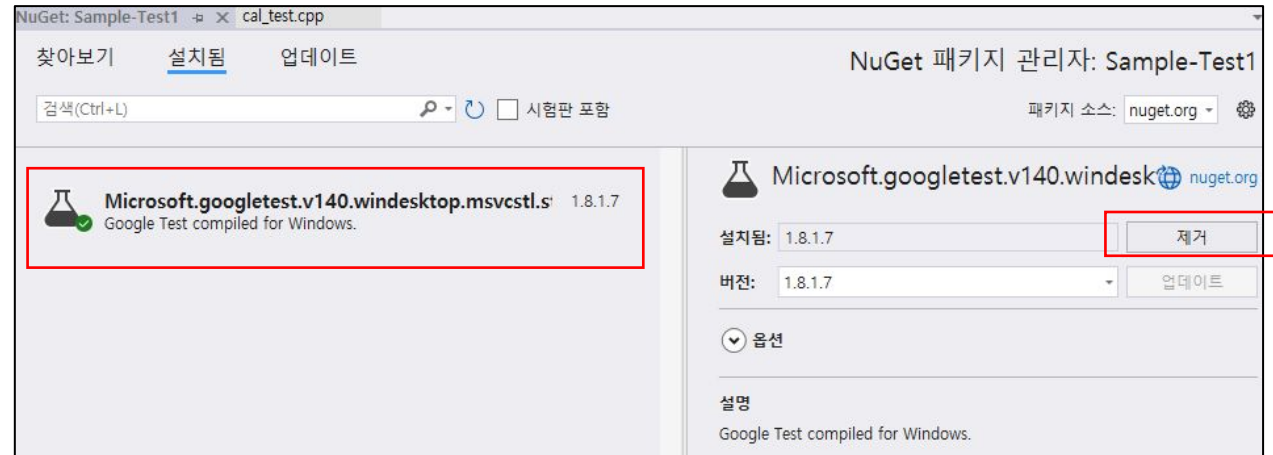 NuGet: Sample-Test1 cal_test.cpp
찾아보기 설치됨 업데이트
NuGet 패키지 관리자: Sample-Test1
검색(Ctrl+L) 시험판 포함
패키지 소스: nuget.org
Microsoft.googletest.v140.windesktop.msvcstl.s 1.8.1.7
Google Test compiled for Windows.
Microsoft.googletest.v140.windesk nuget.org
설치됨: 1.8.1.7 제거
버전: 1.8.1.7 업데이트
옵션
설명
Google Test compiled for Windows.